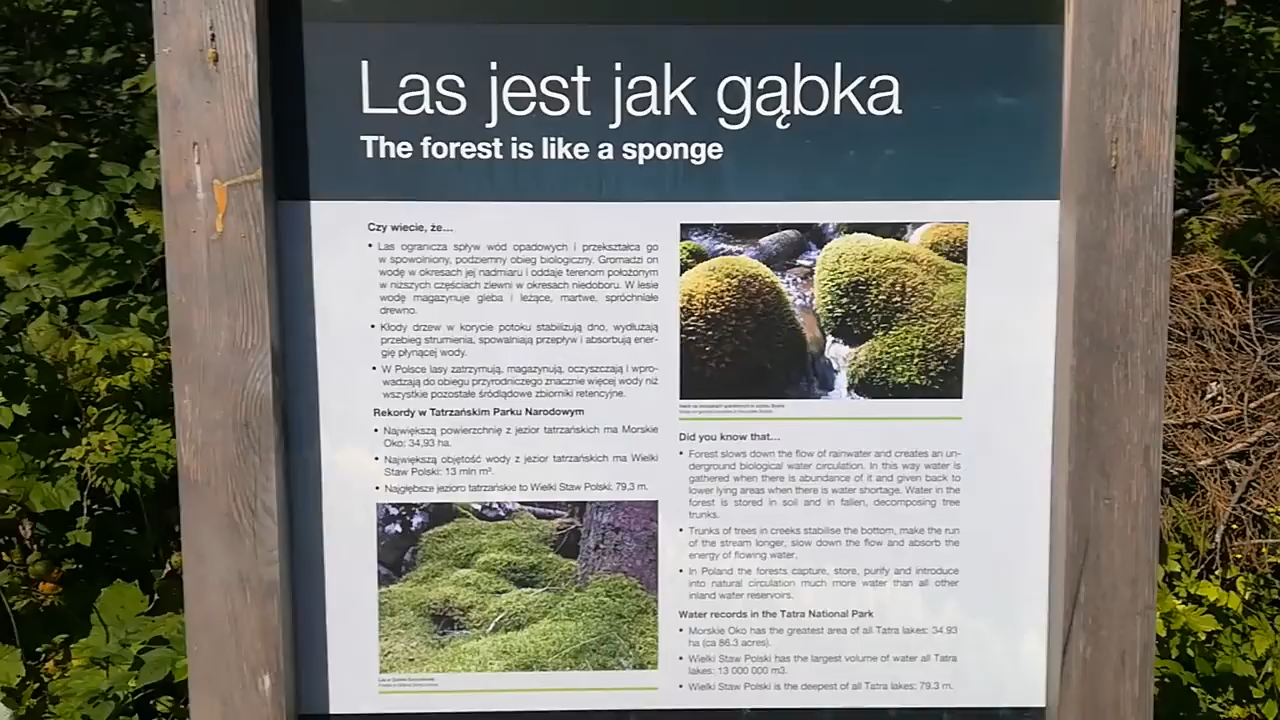 Las jest jak gąbka
The forest is like a sponge
Czy wiecie, że...
• Las ogranicza spływ wód opadowych i przekształca go
w spowolniony, podziemny obieg biologiczny. Gromadzi on
wodę w okresach jej nadmiaru i oddaje terenom położonym
w niższych częściach zlewni w okresach niedoboru. W lesie
wodę magazynuje gleba i leżące, martwe, spróchniałe
drewno.
• Kłody drzew w korycie potoku stabilizują dno, wydłużają
przebieg strumienia, spowalniają przepływ i absorbują ener-
gię płynącej wody.
• W Polsce lasy zatrzymują, magazynują, oczyszczają i wpro-
wadzają do obiegu przyrodniczego znacznie więcej wody niż
wszystkie pozostałe śródlądowe zbiorniki retencyjne.
Rekordy w Tatrzańskim Parku Narodowym
• Największą powierzchnię z jezior tatrzańskich ma Morskie
Oko: 34,93 ha.
• Największą objętość wody z jezior tatrzańskich ma Wielki
Staw Polski: 13 mln m³.
• Najgłębsze jezioro tatrzańskie to Wielki Staw Polski: 79,3 m.
Did you know that...
• Forest slows down the flow of rainwater and creates an un-
derground biological water circulation. In this way water is
gathered when there is abundance of it and given back to
lower lying areas when there is water shortage. Water in the
forest is stored in soil and in fallen, decomposing tree
trunks.
• Trunks of trees in creeks stabilise the bottom, make the run
of the stream longer, slow down the flow and absorb the
energy of flowing water.
• In Poland the forests capture, store, purify and introduce
into natural circulation much more water than all other
inland water reservoirs.
Water records in the Tatra National Park
• Morskie Oko has the greatest area of all Tatra lakes: 34.93
ha (ca 86.3 acres).
• Wielki Staw Polski has the largest volume of water all Tatra
lakes: 13 000 000 m3.
• Wielki Staw Polski is the deepest of all Tatra lakes: 79.3 m.